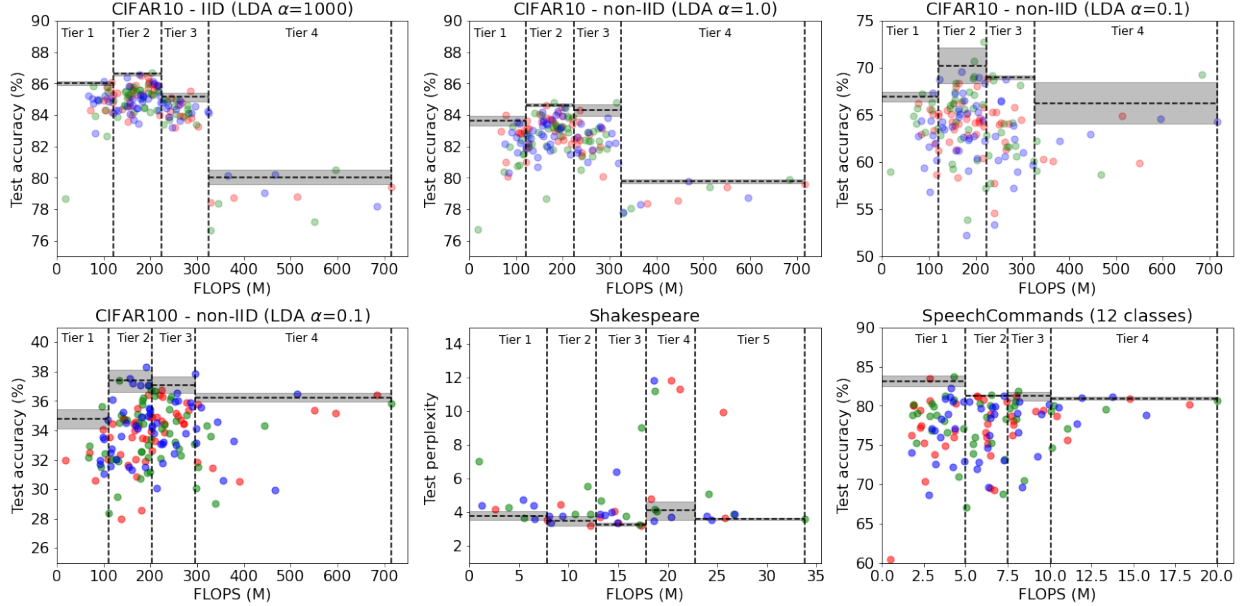 CIFAR10 - IID (LDA α=1000)
Tier 1
Tier 2
Tier 3
Tier 4
90
88
86
84
82
80
78
76
Test accuracy (%)
0 100 200 300 400 500 600 700
FLOPS (M)
CIFAR10 - non-IID (LDA α=1.0)
Tier 1
Tier 2
Tier 3
Tier 4
90
88
86
84
82
80
78
76
Test accuracy (%)
0 100 200 300 400 500 600 700
FLOPS (M)
CIFAR10 - non-IID (LDA α=0.1)
Tier 1
Tier 2
Tier 3
Tier 4
75
70
65
60
55
50
Test accuracy (%)
0 100 200 300 400 500 600 700
FLOPS (M)
CIFAR100 - non-IID (LDA α=0.1)
Tier 1
Tier 2
Tier 3
Tier 4
40
38
36
34
32
30
28
26
Test accuracy (%)
0 100 200 300 400 500 600 700
FLOPS (M)
Shakespeare
Tier 1
Tier 2
Tier 3
Tier 4
Tier 5
14
12
10
8
6
4
2
Test perplexity
0 5 10 15 20 25 30 35
FLOPS (M)
SpeechCommands (12 classes)
Tier 1
Tier 2
Tier 3
Tier 4
90
85
80
75
70
65
60
Test accuracy (%)
0.0 2.5 5.0 7.5 10.0 12.5 15.0 17.5 20.0
FLOPS (M)